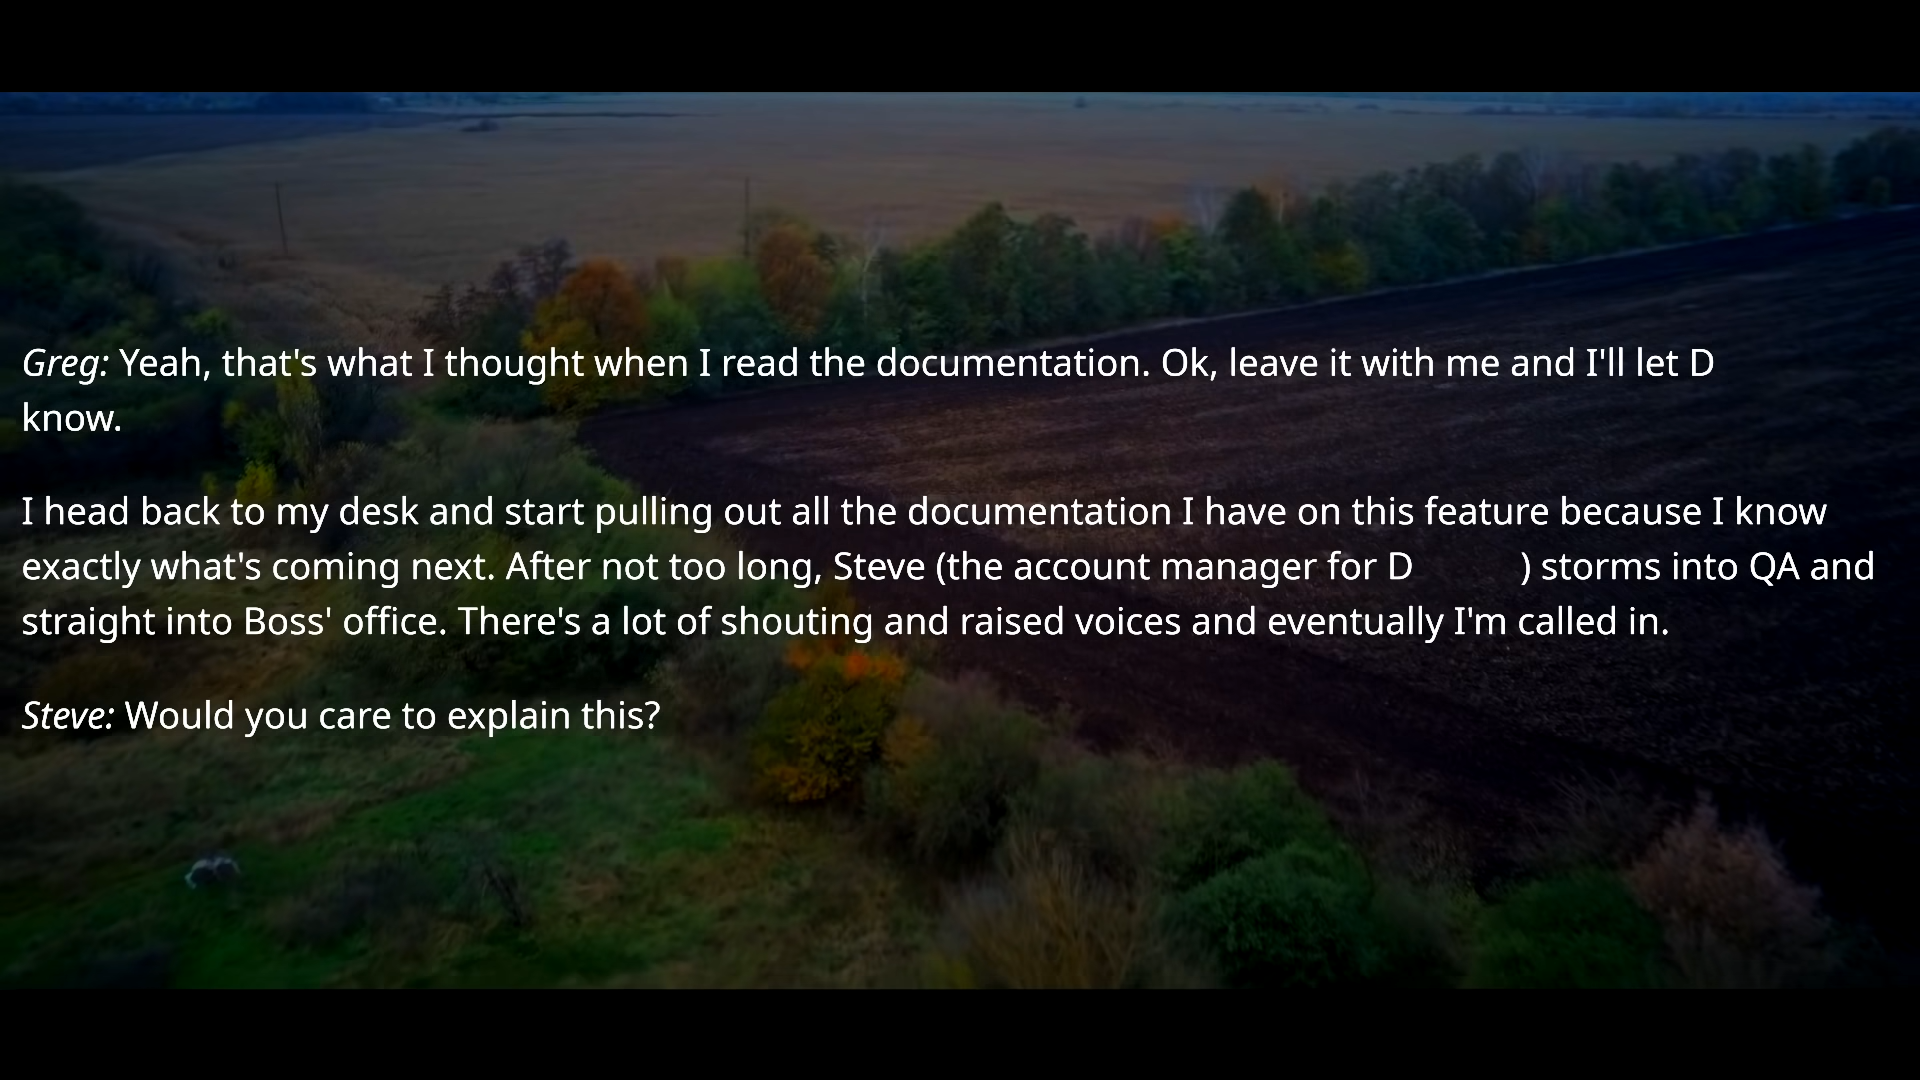 Greg: Yeah, that's what I thought when I read the documentation. Ok, leave it with me and I'll let D
know.
I head back to my desk and start pulling out all the documentation I have on this feature because I know
exactly what's coming next. After not too long, Steve (the account manager for D ) storms into QA and
straight into Boss' office. There's a lot of shouting and raised voices and eventually I'm called in.
Steve: Would you care to explain this?